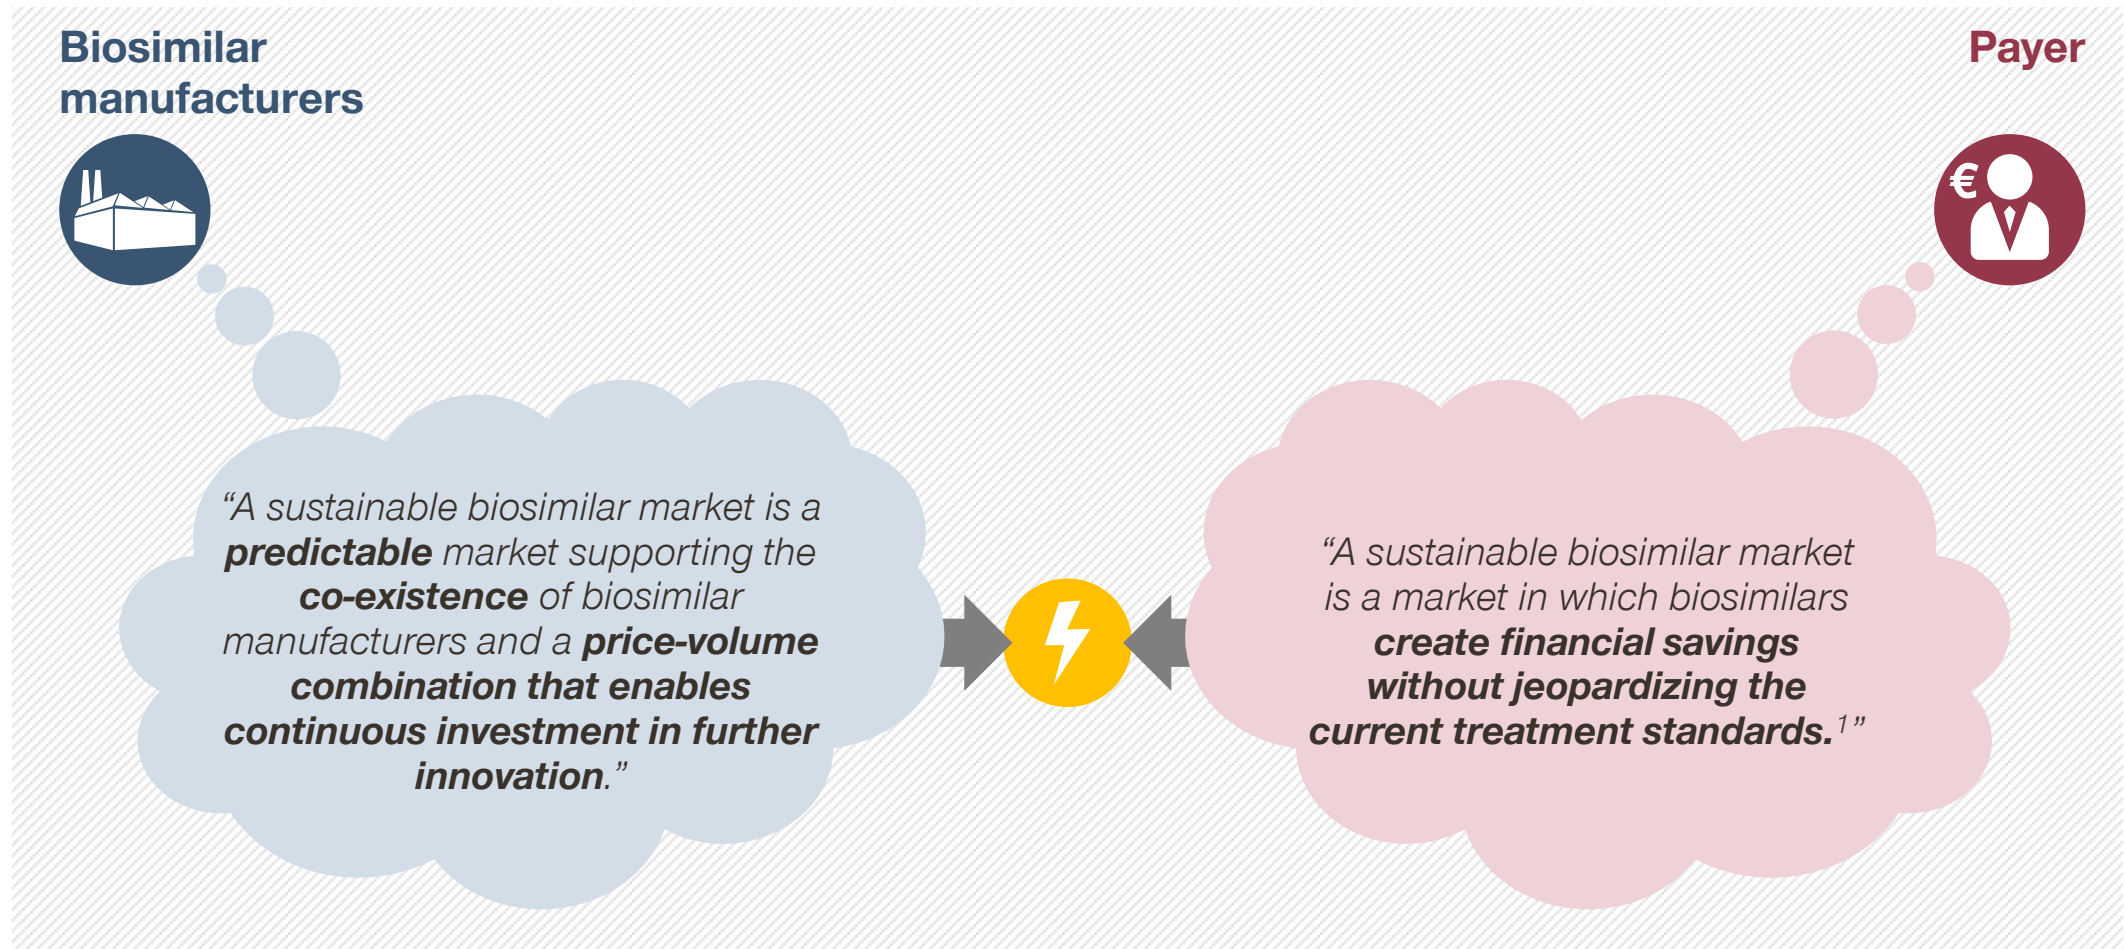 Biosimilar
manufacturers
Payer
€
“A sustainable biosimilar market is a
predictable market supporting the
co-existence of biosimilar
manufacturers and a price-volume
combination that enables
continuous investment in further
innovation.”
“A sustainable biosimilar market
is a market in which biosimilars
create financial savings
without jeopardizing the
current treatment standards.1”